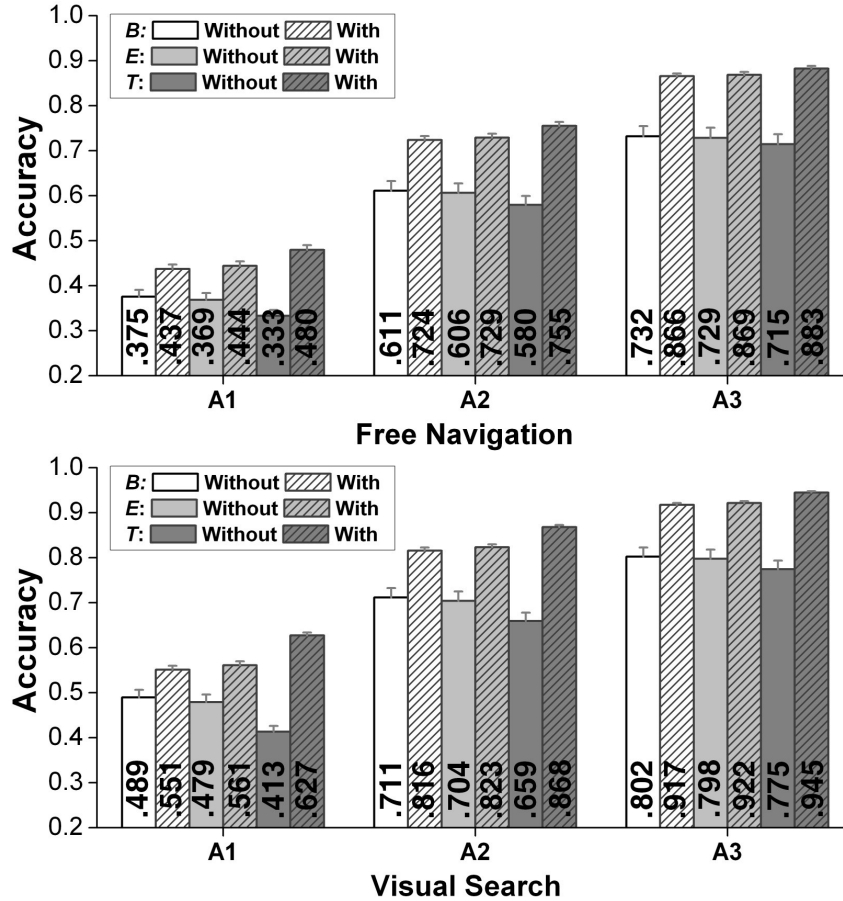 1.0
0.9
0.8
0.7
0.6
0.5
0.4
0.3
0.2
Accuracy
B: Without With
E: Without With
T: Without With
.375 .437 .369 .444 .333 .480
.611 .724 .606 .729 .580 .755
.732 .866 .729 .869 .715 .883
A1 A2 A3
Free Navigation
1.0
0.9
0.8
0.7
0.6
0.5
0.4
0.3
0.2
Accuracy
B: Without With
E: Without With
T: Without With
.489 .551 .479 .561 .413 .627
.711 .816 .704 .823 .659 .868
.802 .917 .798 .922 .775 .945
A1 A2 A3
Visual Search